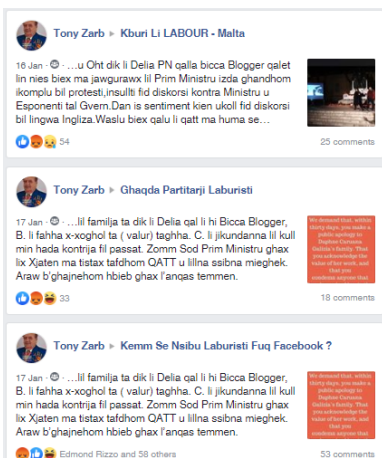 Tony Zarb ▸ Kburi Li LABOUR - Malta
16 Jan · ...u Oht dik li Delia PN qalla bicca Blogger qalet
lin nies biex ma jawgurawx lil Prim Ministru izda ghandhom
ikomplu bil protesti,insullti fid diskorsi kontra Ministru u
Esponenti tal Gvern.Dan is sentiment kien ukoll fid diskorsi
bil lingwa Ingliza.Waslu biex qalu li qatt ma huma se…
54
25 comments
Tony Zarb ▸ Ghaqda Partitarji Laburisti
17 Jan · ...lil familja ta dik li Delia qal li hi Bicca Blogger,
B. li fahha x-xoghol ta ( valur) taghha. C. li jikundanna lil kull
min hada kontrija fil passat. Zomm Sod Prim Ministru ghax
lix Xjaten ma tistax tafdhom QATT u lillna ssibna mieghek.
Araw b'ghajnehom hbieb ghax l'anqas temmen.
We demand that, within
thirty days, you make a
public apology to
Daphne Caruana
Galizia's family. That
you acknowledge the
value of her work, and
that you
condemn anyone that
33
18 comments
Tony Zarb ▸ Kemm Se Nsibu Laburisti Fuq Facebook ?
17 Jan · ...lil familja ta dik li Delia qal li hi Bicca Blogger,
B. li fahha x-xoghol ta ( valur) taghha. C. li jikundanna lil kull
min hada kontrija fil passat. Zomm Sod Prim Ministru ghax
lix Xjaten ma tistax tafdhom QATT u lillna ssibna mieghek.
Araw b'ghajnehom hbieb ghax l'anqas temmen.
We demand that, within
thirty days, you make a
public apology to
Daphne Caruana
Galizia's family. That
you acknowledge the
value of her work, and
that you
condemn anyone that
Edmond Rizzo and 58 others
53 comments